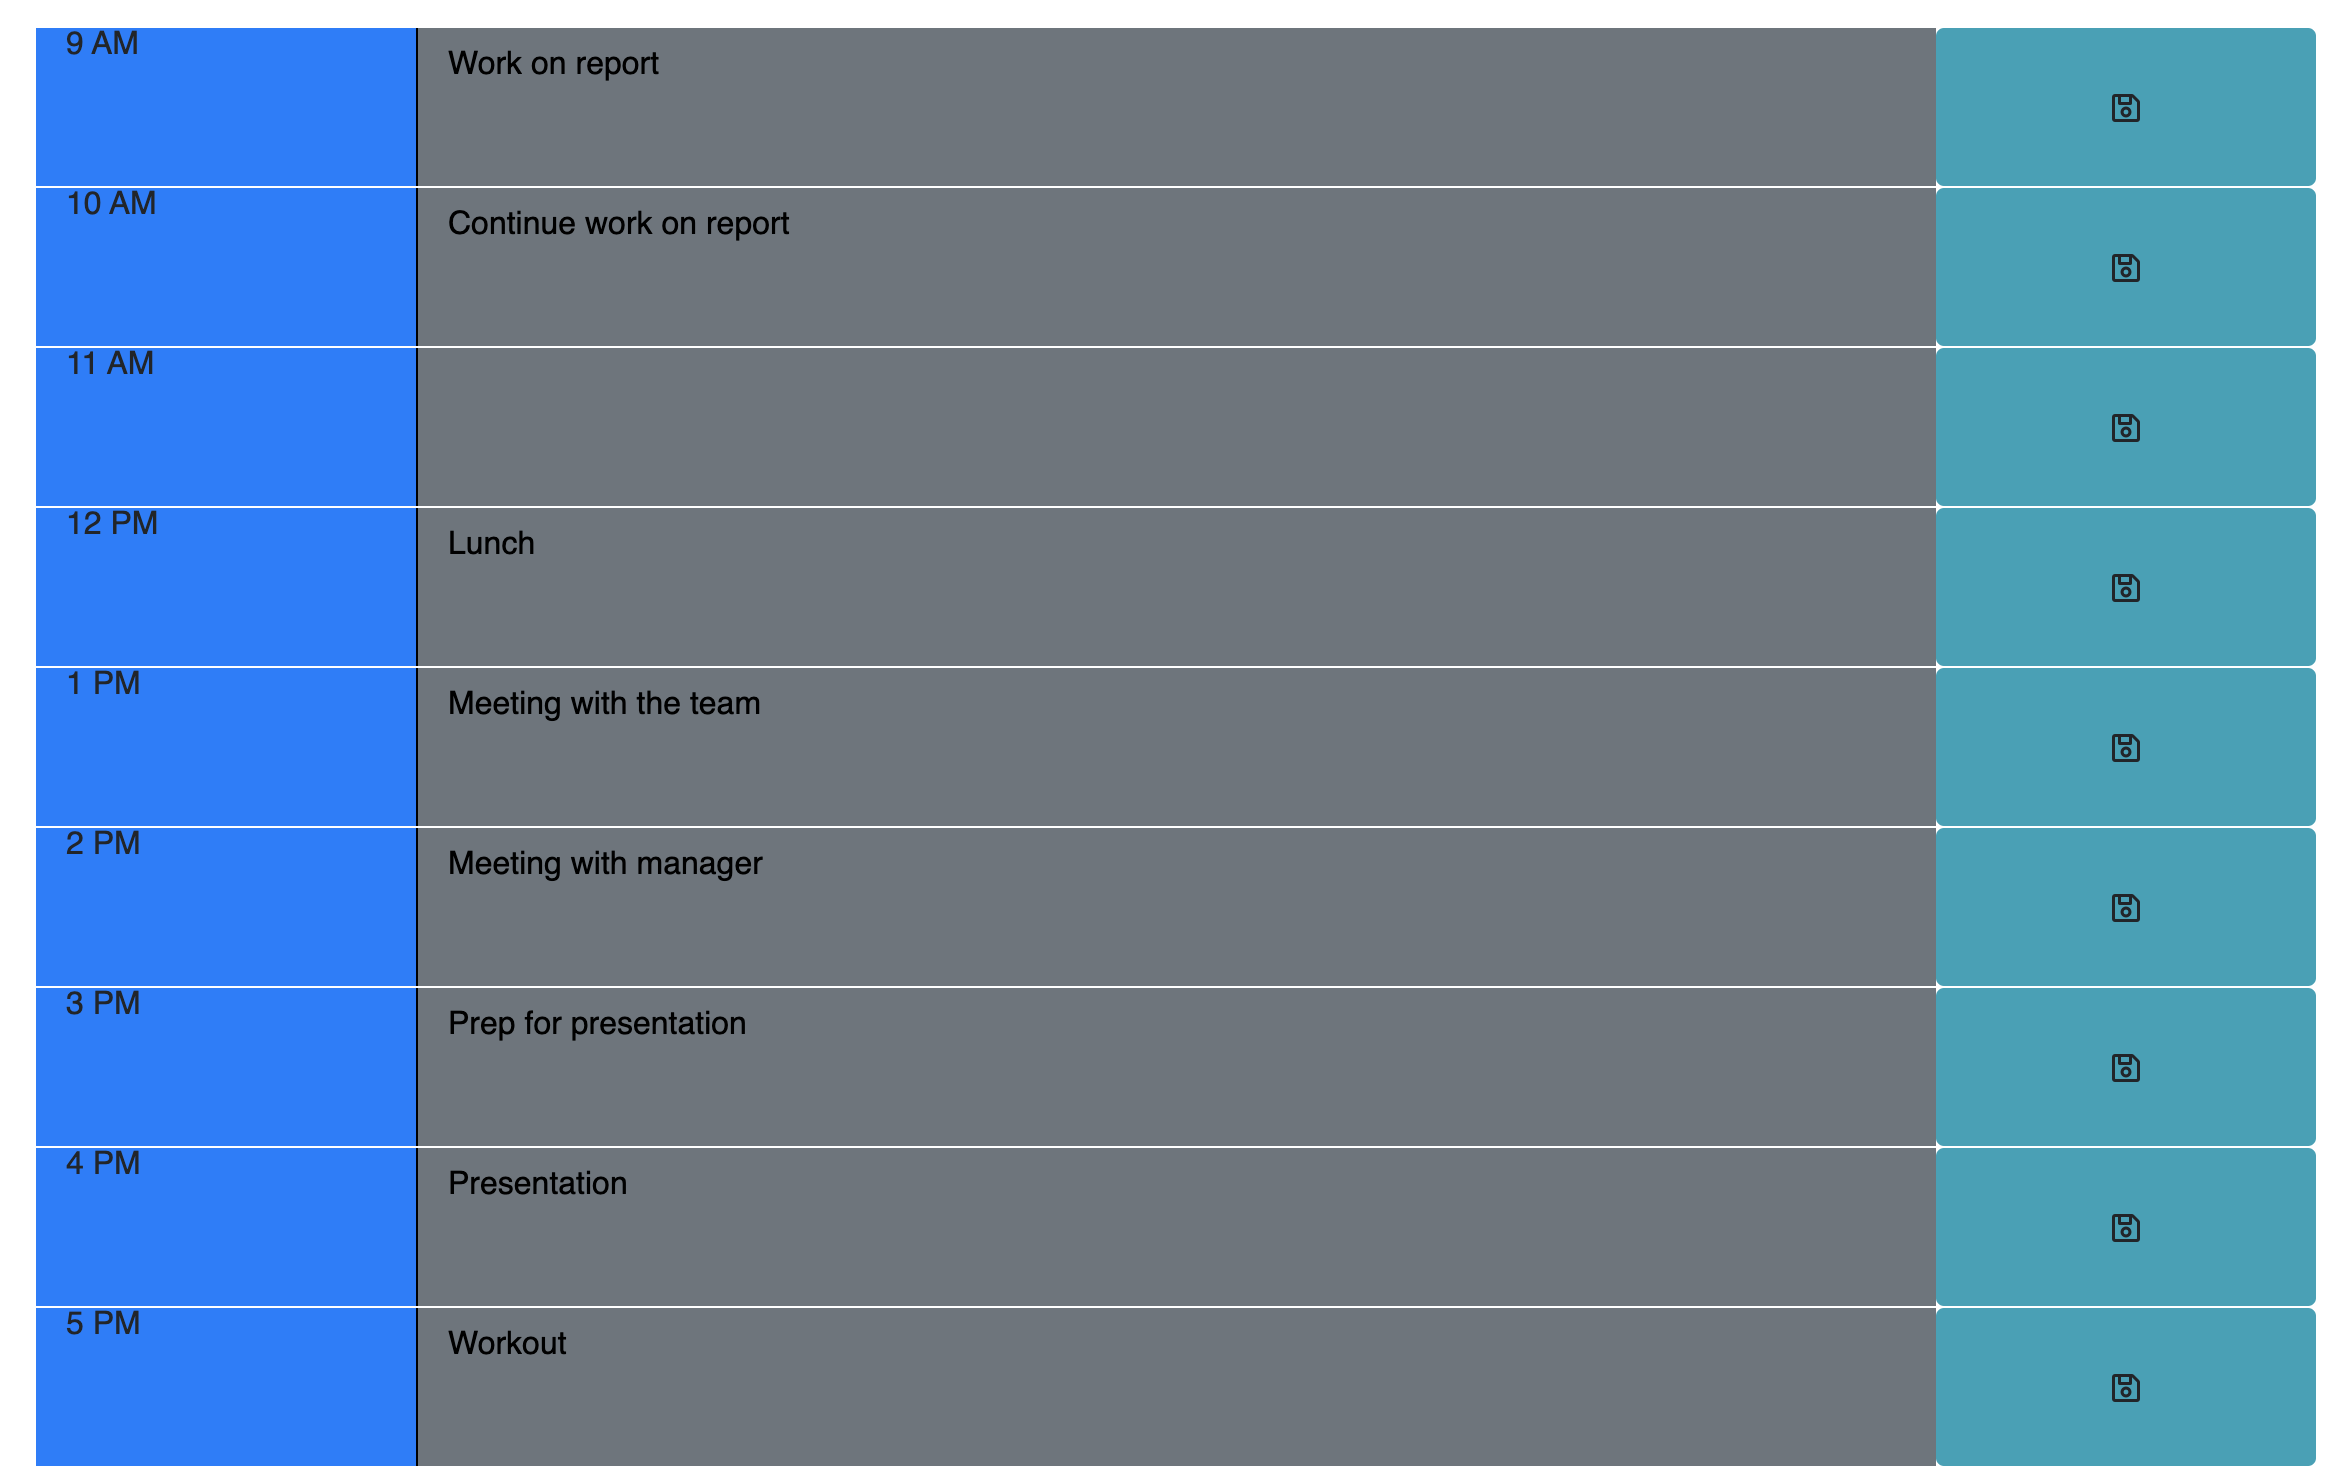 9 AM
Work on report
10 AM
Continue work on report
11 AM
12 PM
Lunch
1 PM
Meeting with the team
2 PM
Meeting with manager
3 PM
Prep for presentation
4 PM
Presentation
5 PM
Workout